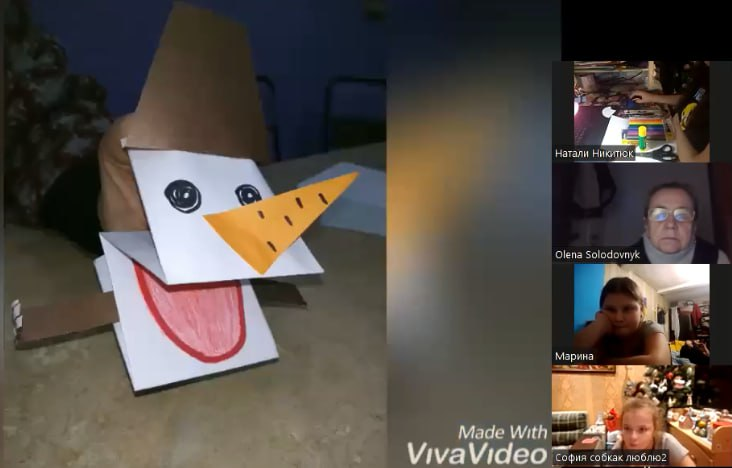 Натали Никитюк
Olena Solodovnyk
Марина
София собкак люблю2
Made With
VivaVideo